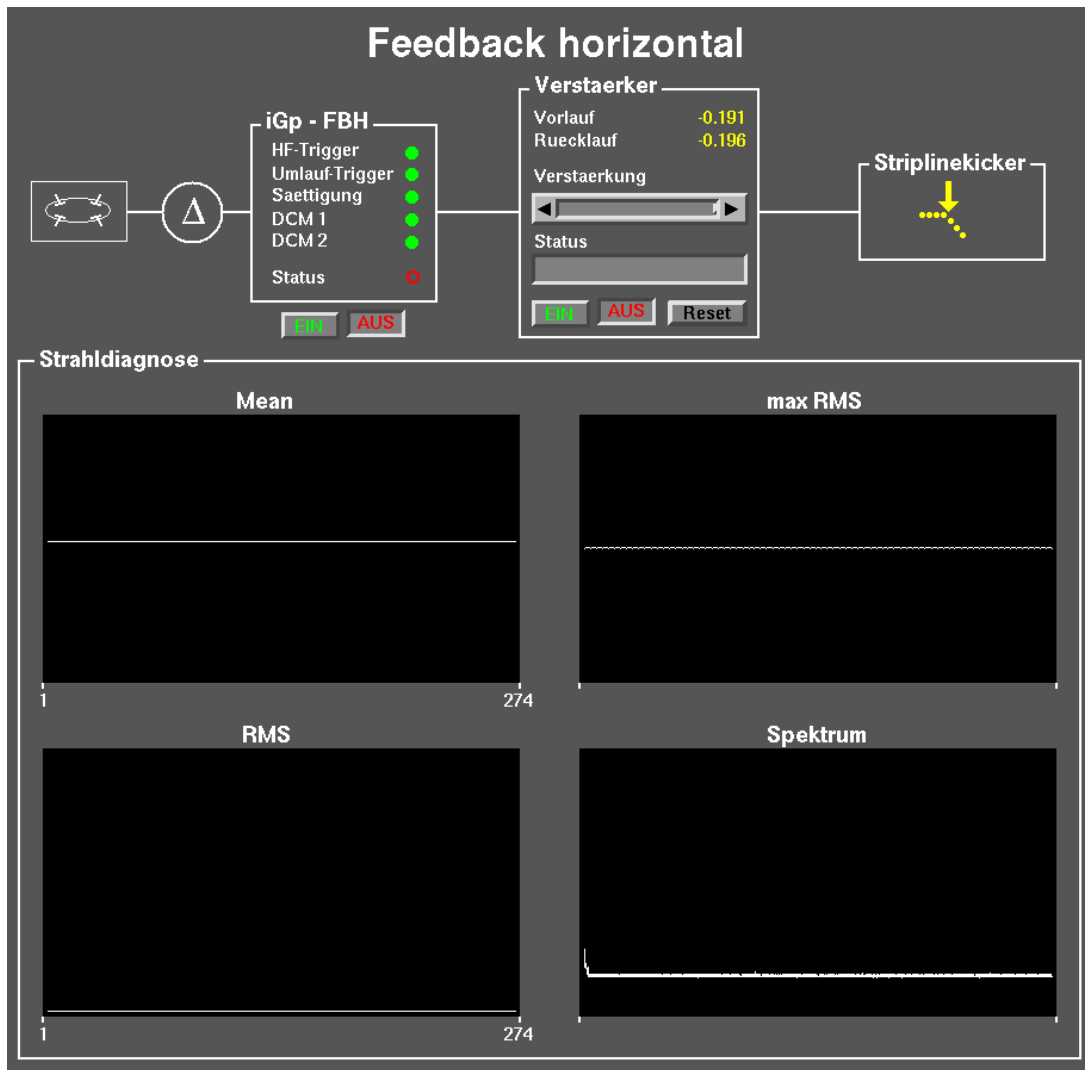 Feedback horizontal
Δ
iGp - FBH
HF-Trigger
Umlauf-Trigger
Saettigung
DCM 1
DCM 2
Status
EIN AUS
Verstaerker
Vorlauf -0.191
Ruecklauf -0.196
Verstaerkung
Status
EIN AUS Reset
Striplinekicker
Strahldiagnose
Mean
1 274
max RMS
RMS
1 274
Spektrum